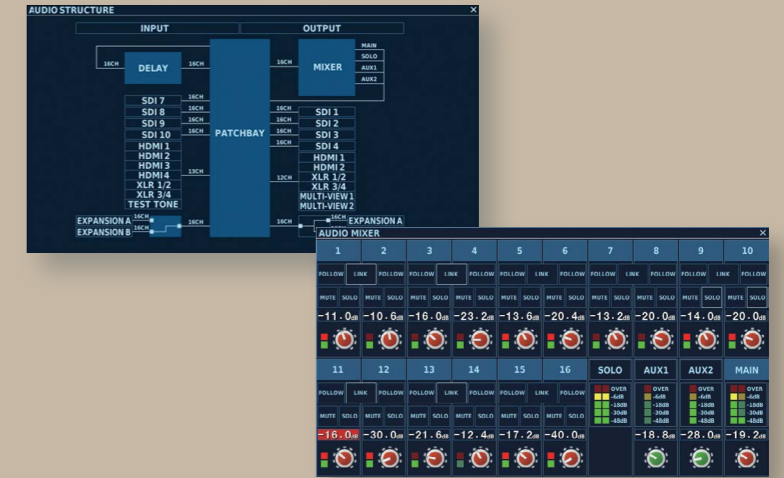 AUDIO STRUCTURE ×
INPUT OUTPUT
MAIN
SOLO
AUX1
AUX2
16CH DELAY 16CH 16CH MIXER
PATCHBAY
SDI 7 16CH
SDI 8 16CH
SDI 9 16CH
SDI 10 16CH
HDMI 1
HDMI 2
HDMI 3
HDMI 4 13CH
XLR 1/2
XLR 3/4
TEST TONE
16CH SDI 1
16CH SDI 2
16CH SDI 3
16CH SDI 4
HDMI 1
HDMI 2
12CH XLR 1/2
XLR 3/4
MULTI-VIEW 1
MULTI-VIEW 2
EXPANSION A 16CH
EXPANSION B 16CH 16CH
16CH 16CH EXPANSION A
AUDIO MIXER ×
1 2 3 4 5 6 7 8 9 10
FOLLOW LINK FOLLOW FOLLOW LINK FOLLOW FOLLOW LINK FOLLOW FOLLOW LINK FOLLOW FOLLOW LINK FOLLOW
MUTE SOLO MUTE SOLO MUTE SOLO MUTE SOLO MUTE SOLO MUTE SOLO MUTE SOLO MUTE SOLO MUTE SOLO MUTE SOLO
-11.0dB -10.6dB -16.0dB -23.2dB -13.6dB -20.4dB -13.2dB -20.0dB -14.0dB -20.0dB
11 12 13 14 15 16 SOLO AUX1 AUX2 MAIN
FOLLOW LINK FOLLOW FOLLOW LINK FOLLOW FOLLOW LINK FOLLOW
OVER OVER OVER OVER
-6dB -6dB -6dB -6dB
-18dB -18dB -18dB -18dB
-30dB -30dB -30dB -30dB
-48dB -48dB -48dB -48dB
MUTE SOLO MUTE SOLO MUTE SOLO MUTE SOLO MUTE SOLO MUTE SOLO
-16.0dB -30.0dB -21.6dB -12.4dB -17.2dB -40.0dB -18.8dB -28.0dB -19.2dB